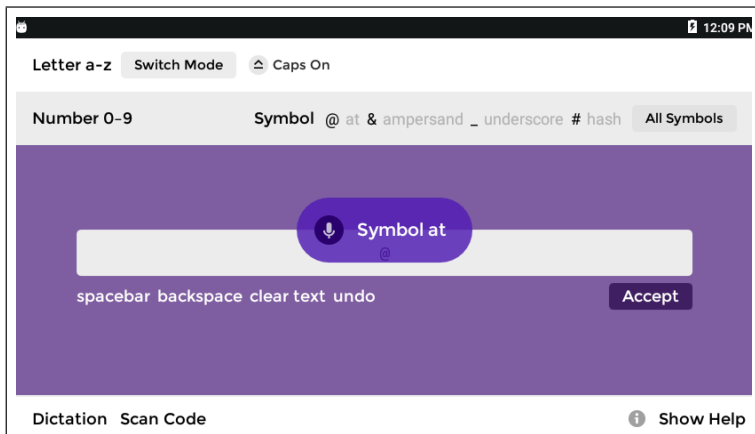 12:09 PM
Letter a-z Switch Mode Caps On
Number 0-9 Symbol @ at & ampersand _ underscore # hash All Symbols
Symbol at
@
spacebar backspace clear text undo Accept
Dictation Scan Code Show Help